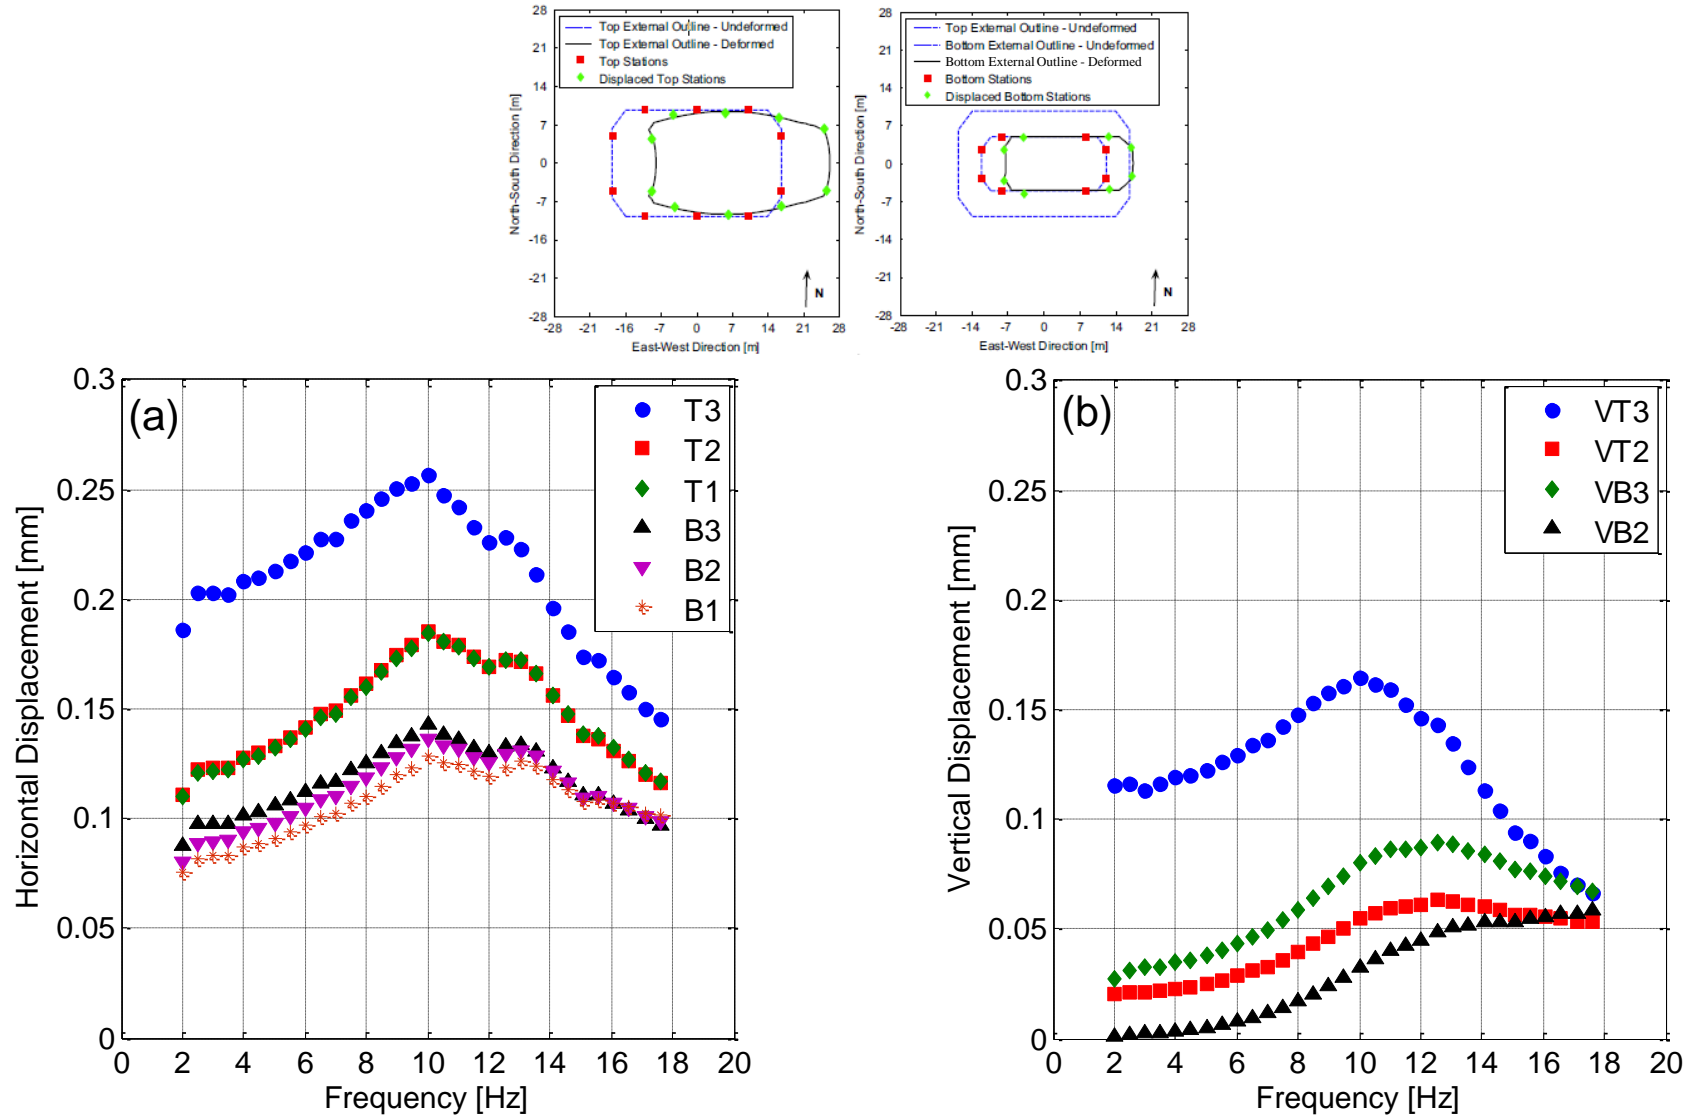 28
21
14
7
0
-7
-16
-21
-28
-28 -21 -16 -7 0 7 14 21 28
North-South Direction [m]
East-West Direction [m]
Top External Outline - Undeformed
Top External Outline - Deformed
Top Stations
Displaced Top Stations
N
28
21
14
7
0
-7
-14
-21
-28
-28 -21 -14 -7 0 7 14 21 28
North-South Direction [m]
East-West Direction [m]
Top External Outline - Undeformed
Bottom External Outline - Undeformed
Bottom External Outline - Deformed
Bottom Stations
Displaced Bottom Stations
N
(a)
0.3
0.25
0.2
0.15
0.1
0.05
0
0 2 4 6 8 10 12 14 16 18 20
Horizontal Displacement [mm]
Frequency [Hz]
T3
T2
T1
B3
B2
B1
(b)
0.3
0.25
0.2
0.15
0.1
0.05
0
0 2 4 6 8 10 12 14 16 18 20
Vertical Displacement [mm]
Frequency [Hz]
VT3
VT2
VB3
VB2